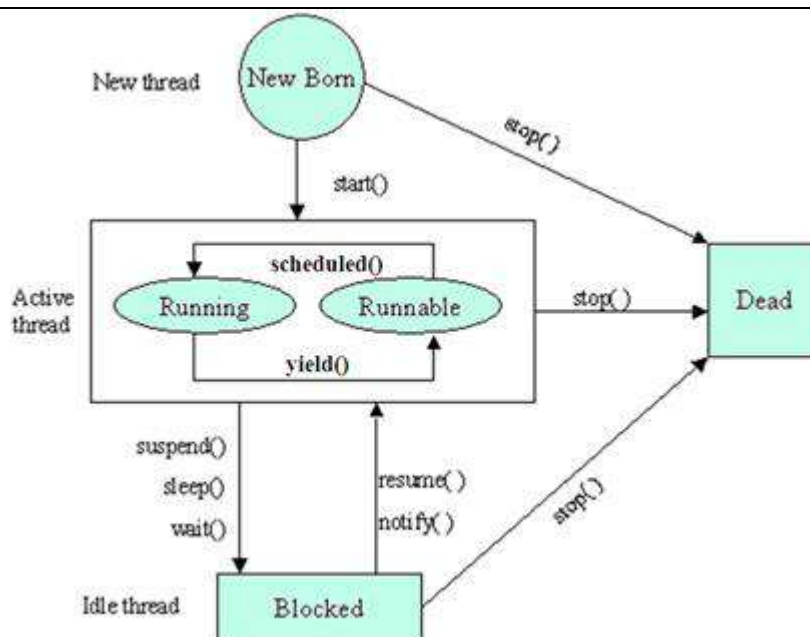 New thread
New Born
stop( )
start()
scheduled()
Active
thread
Running
Runnable
stop( )
Dead
yield()
suspend()
sleep()
wait()
resume( )
notify( )
stop( )
Idle thread
Blocked